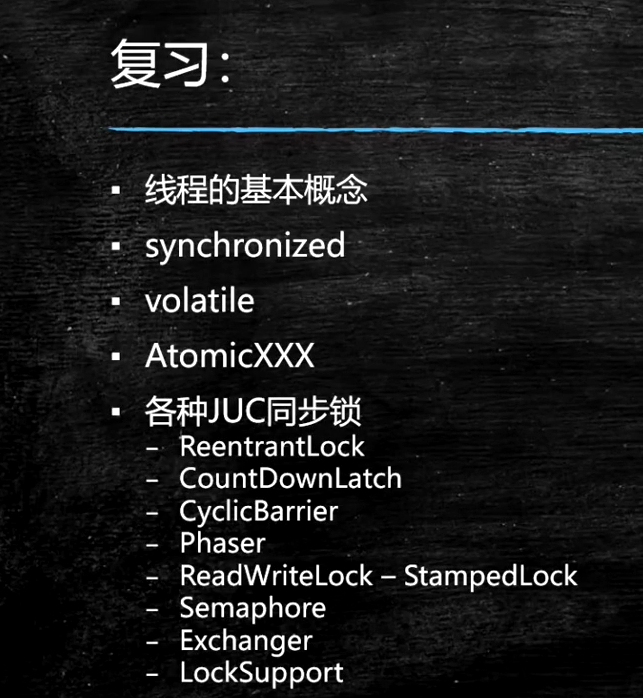 复习：
▪ 线程的基本概念
▪ synchronized
▪ volatile
▪ AtomicXXX
▪ 各种JUC同步锁
– ReentrantLock
– CountDownLatch
– CyclicBarrier
– Phaser
– ReadWriteLock – StampedLock
– Semaphore
– Exchanger
– LockSupport